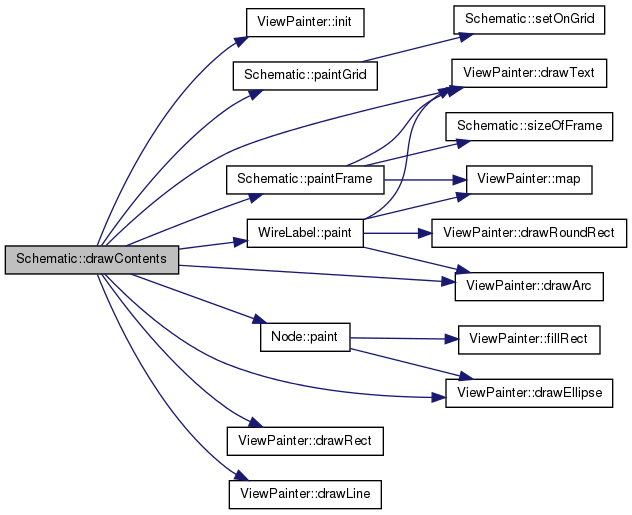 ViewPainter::init
Schematic::setOnGrid
Schematic::paintGrid
ViewPainter::drawText
Schematic::sizeOfFrame
Schematic::paintFrame
ViewPainter::map
WireLabel::paint
ViewPainter::drawRoundRect
Schematic::drawContents
ViewPainter::drawArc
Node::paint
ViewPainter::fillRect
ViewPainter::drawEllipse
ViewPainter::drawRect
ViewPainter::drawLine